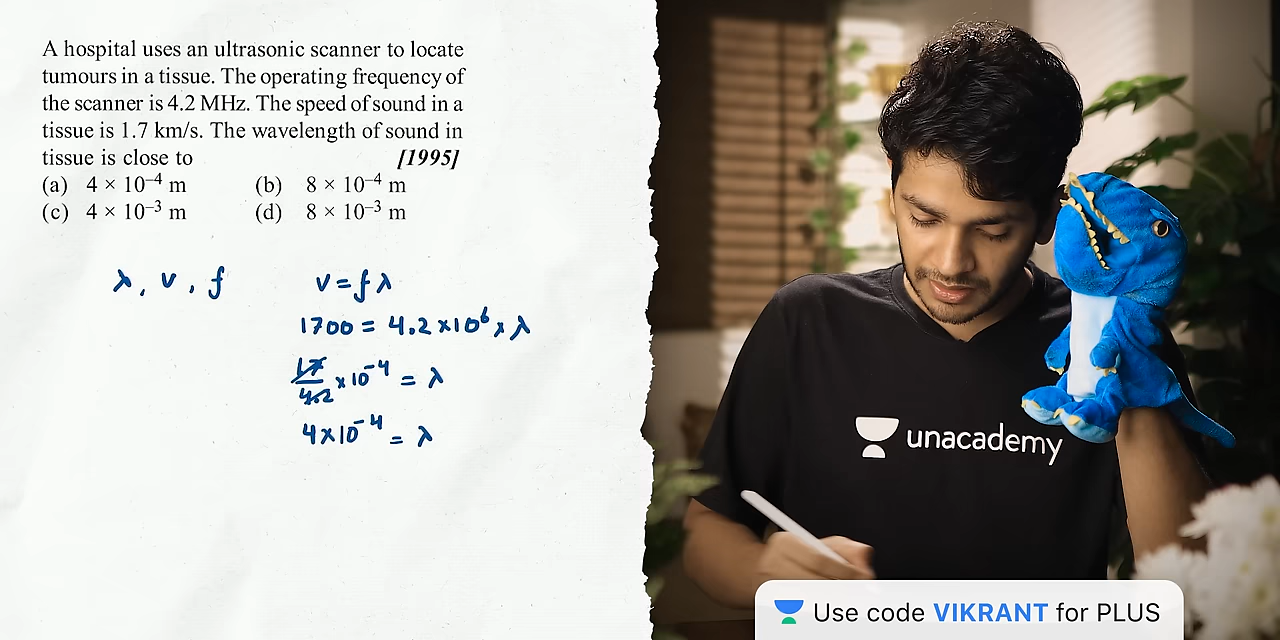 A hospital uses an ultrasonic scanner to locate
tumours in a tissue. The operating frequency of
the scanner is 4.2 MHz. The speed of sound in a
tissue is 1.7 km/s. The wavelength of sound in
tissue is close to [1995]
(a) 4 × 10⁻⁴ m (b) 8 × 10⁻⁴ m
(c) 4 × 10⁻³ m (d) 8 × 10⁻³ m
λ, v, f
v = fλ
1700 = 4.2 × 10⁶ × λ
17/4.2 × 10⁻⁴ = λ
4 × 10⁻⁴ = λ
unacademy
Use code VIKRANT for PLUS